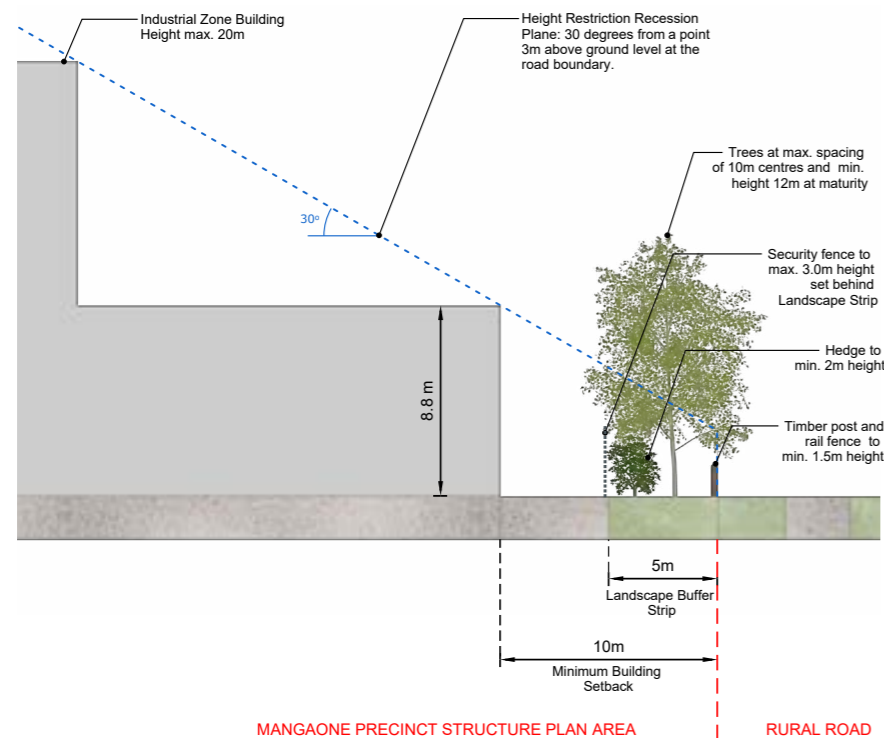 Industrial Zone Building
Height max. 20m
Height Restriction Recession
Plane: 30 degrees from a point
3m above ground level at the
road boundary.
Trees at max. spacing
of 10m centres and min.
height 12m at maturity
30o
Security fence to
max. 3.0m height
set behind
Landscape Strip
Hedge to
min. 2m height
8.8 m
Timber post and
rail fence to
min. 1.5m height
5m
Landscape Buffer
Strip
10m
Minimum Building
Setback
MANGAONE PRECINCT STRUCTURE PLAN AREA
RURAL ROAD